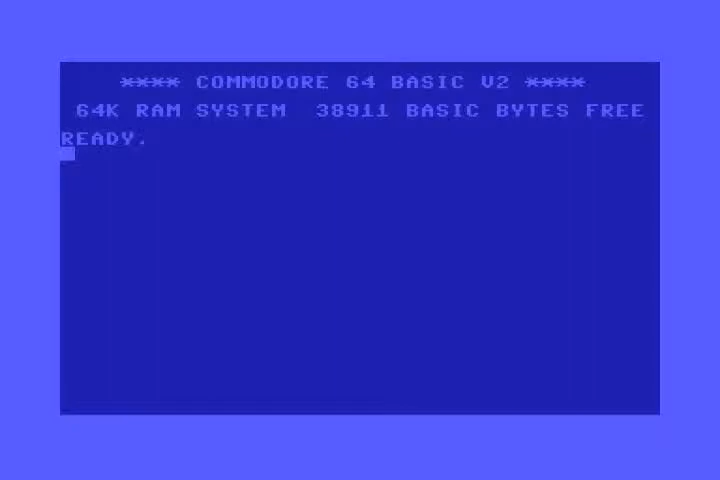 **** COMMODORE 64 BASIC V2 ****
64K RAM SYSTEM  38911 BASIC BYTES FREE
READY.